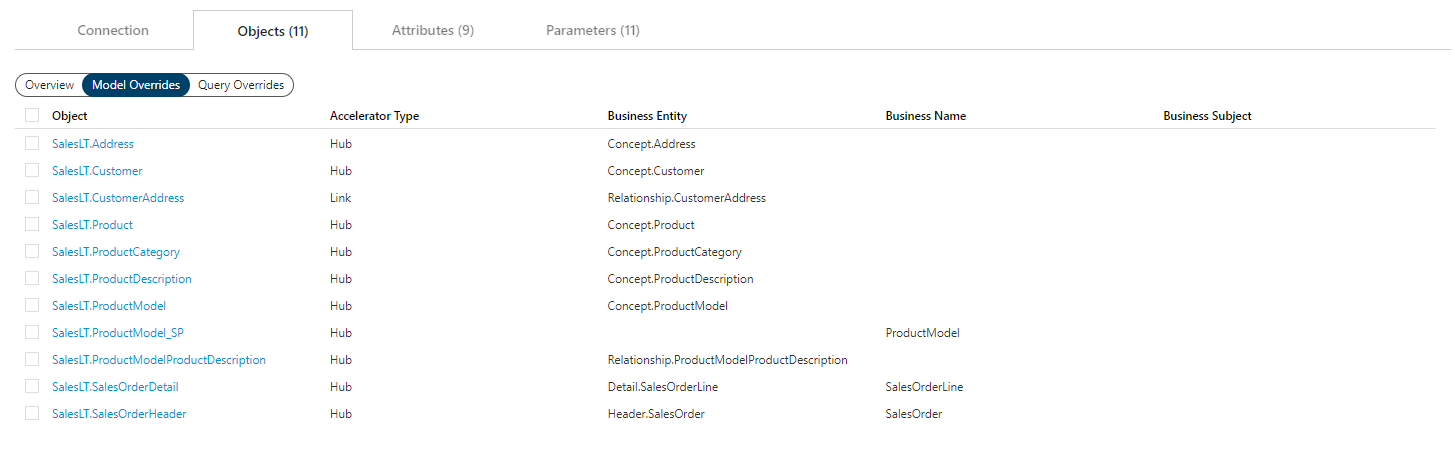 Connection Objects (11) Attributes (9) Parameters (11)
Overview Model Overrides Query Overrides
Object Accelerator Type Business Entity Business Name Business Subject
SalesLT.Address Hub Concept.Address
SalesLT.Customer Hub Concept.Customer
SalesLT.CustomerAddress Link Relationship.CustomerAddress
SalesLT.Product Hub Concept.Product
SalesLT.ProductCategory Hub Concept.ProductCategory
SalesLT.ProductDescription Hub Concept.ProductDescription
SalesLT.ProductModel Hub Concept.ProductModel
SalesLT.ProductModel_SP Hub ProductModel
SalesLT.ProductModelProductDescription Hub Relationship.ProductModelProductDescription
SalesLT.SalesOrderDetail Hub Detail.SalesOrderLine SalesOrderLine
SalesLT.SalesOrderHeader Hub Header.SalesOrder SalesOrder